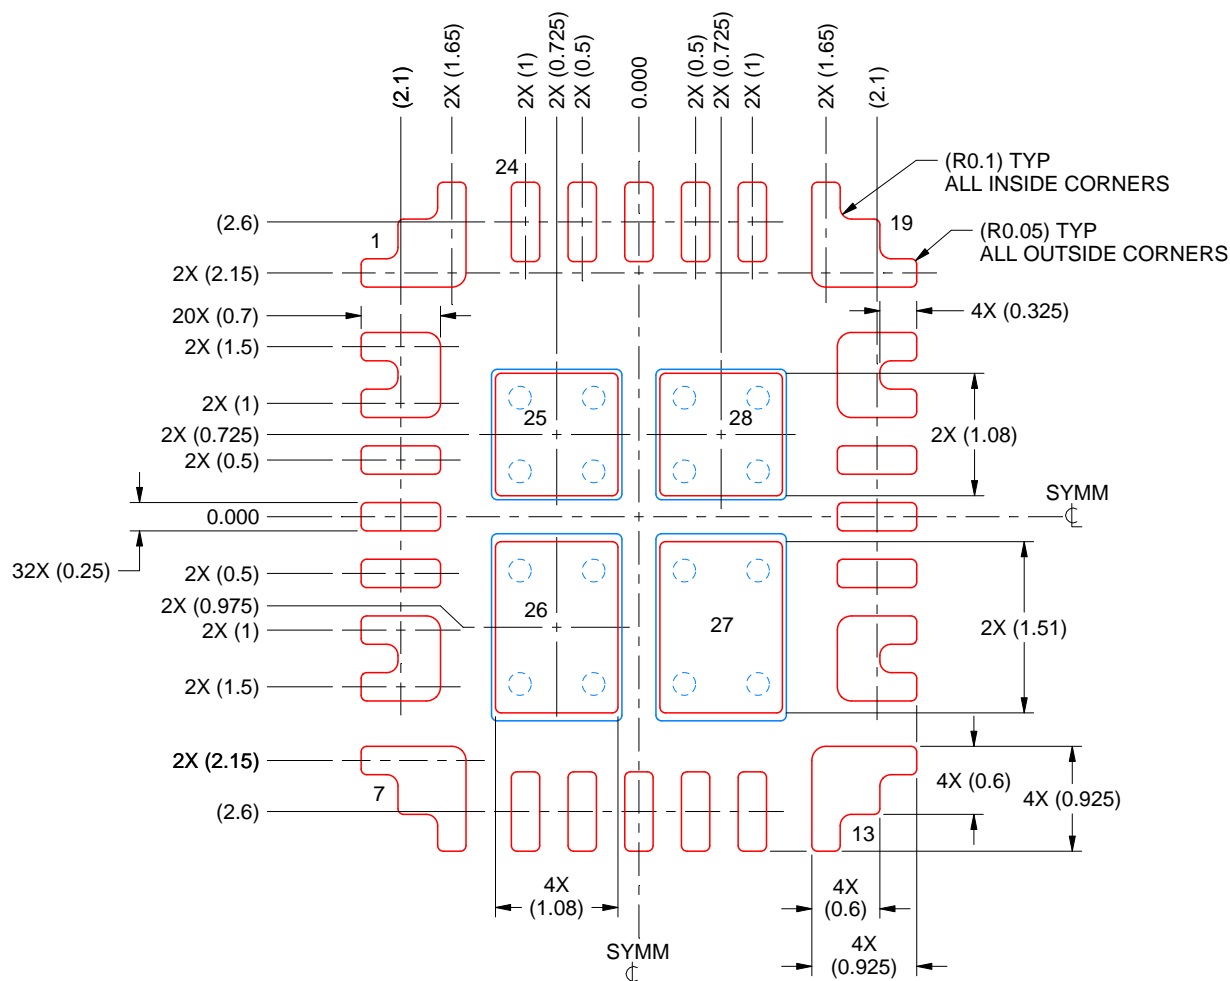 (2.1)
2X (1.65)
2X (1)
2X (0.725)
2X (0.5)
0.000
2X (0.5)
2X (0.725)
2X (1)
2X (1.65)
(2.1)
(R0.1) TYP
ALL INSIDE CORNERS
24
(2.6)
1
19
(R0.05) TYP
ALL OUTSIDE CORNERS
2X (2.15)
20X (0.7)
4X (0.325)
2X (1.5)
2X (1)
25
28
2X (0.725)
2X (1.08)
2X (0.5)
SYMM
0.000
32X (0.25)
2X (0.5)
2X (0.975)
26
27
2X (1)
2X (1.51)
2X (1.5)
2X (2.15)
4X (0.6)
7
4X (0.925)
(2.6)
13
4X
(1.08)
4X
(0.6)
SYMM
4X
(0.925)